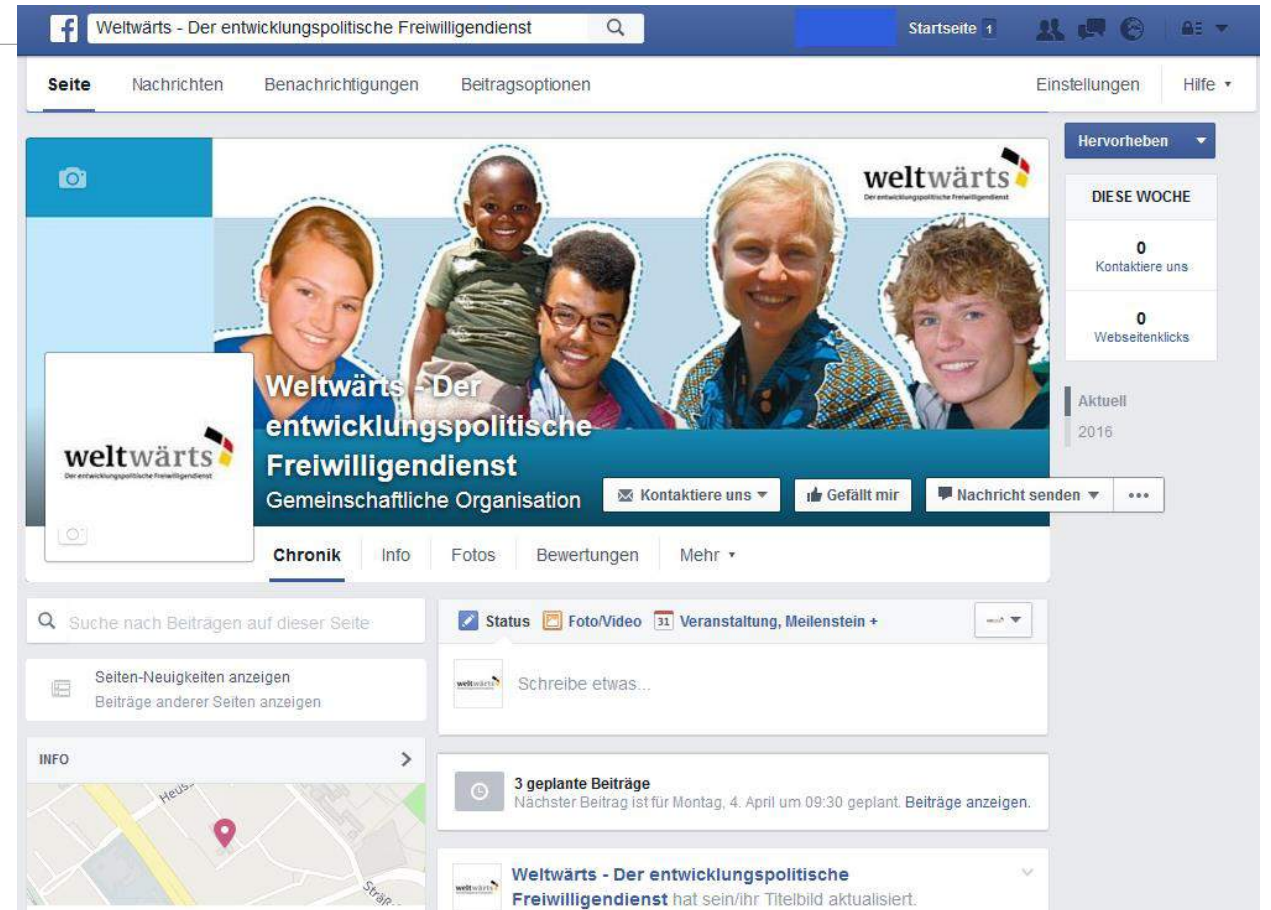 Weltwärts - Der entwicklungspolitische Freiwilligendienst
Startseite 1
Seite Nachrichten Benachrichtigungen Beitragsoptionen Einstellungen Hilfe
Hervorheben
weltwärts
Der entwicklungspolitische Freiwilligendienst
DIESE WOCHE
0
Kontaktiere uns
0
Webseitenklicks
Aktuell
2016
weltwärts
Der entwicklungspolitische Freiwilligendienst
Weltwärts - Der
entwicklungspolitische
Freiwilligendienst
Gemeinschaftliche Organisation
Kontaktiere uns Gefällt mir Nachricht senden
Chronik Info Fotos Bewertungen Mehr
Suche nach Beiträgen auf dieser Seite
Status Foto/Video 31 Veranstaltung, Meilenstein +
Seiten-Neuigkeiten anzeigen
Beiträge anderer Seiten anzeigen
weltwärts
Schreibe etwas...
INFO
3 geplante Beiträge
Nächster Beitrag ist für Montag, 4. April um 09:30 geplant. Beiträge anzeigen.
weltwärts
Weltwärts - Der entwicklungspolitische
Freiwilligendienst hat sein/ihr Titelbild aktualisiert.